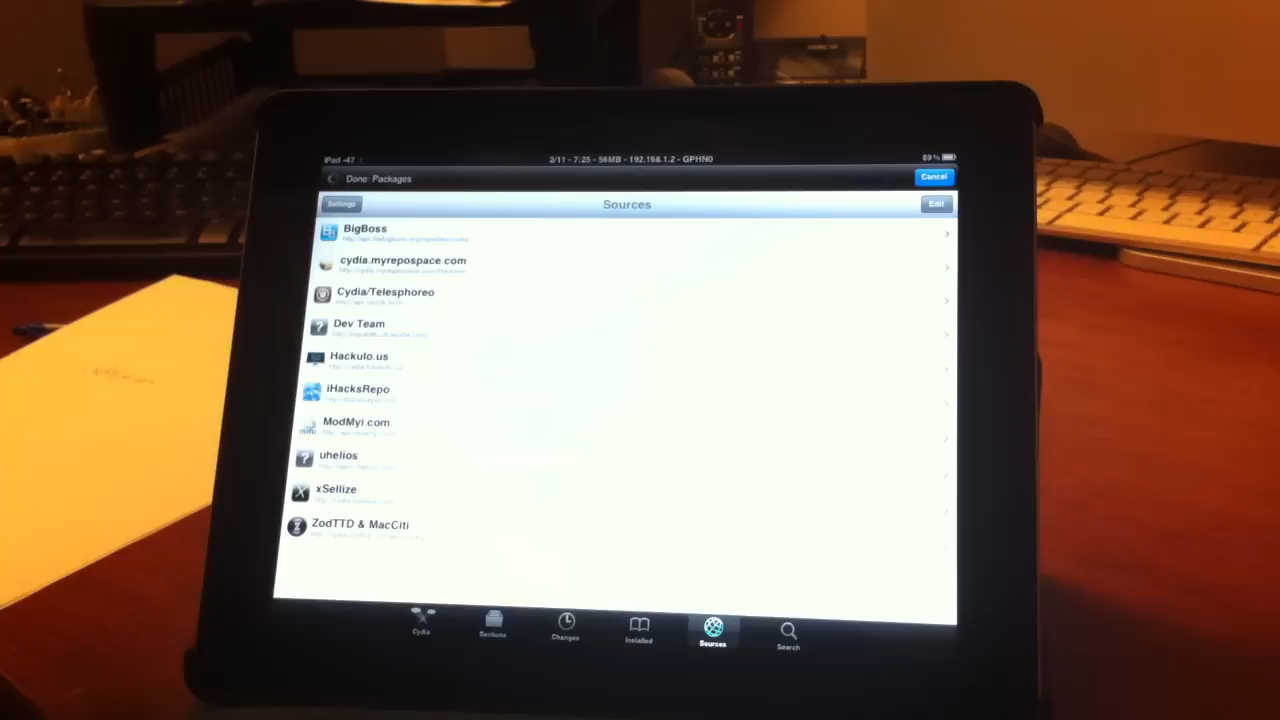 iPad -47
2/11 - 7:25 - 56MB - 192.168.1.2 - GPHN0
89%
Done: Packages
Cancel
Settings
Sources
Edit
BigBoss
cydia.myrepospace.com
Cydia/Telesphoreo
Dev Team
Hackulo.us
iHacksRepo
ModMyi.com
uhelios
xSellize
ZodTTD & MacCiti
Cydia
Sections
Changes
Installed
Sources
Search